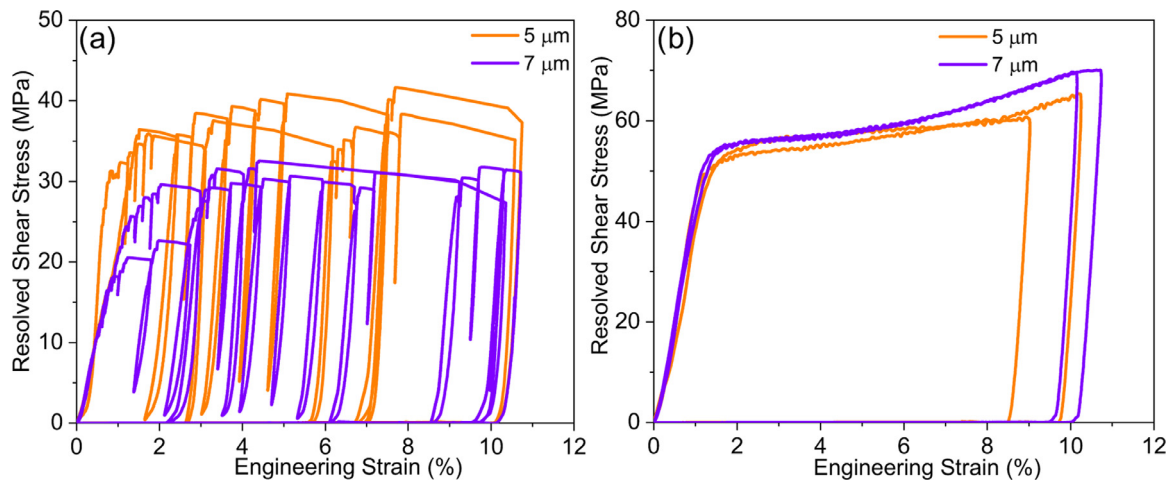 (a)
5 μm
7 μm
Resolved Shear Stress (MPa)
50
40
30
20
10
0
0 2 4 6 8 10 12
Engineering Strain (%)
(b)
5 μm
7 μm
Resolved Shear Stress (MPa)
80
60
40
20
0
0 2 4 6 8 10 12
Engineering Strain (%)